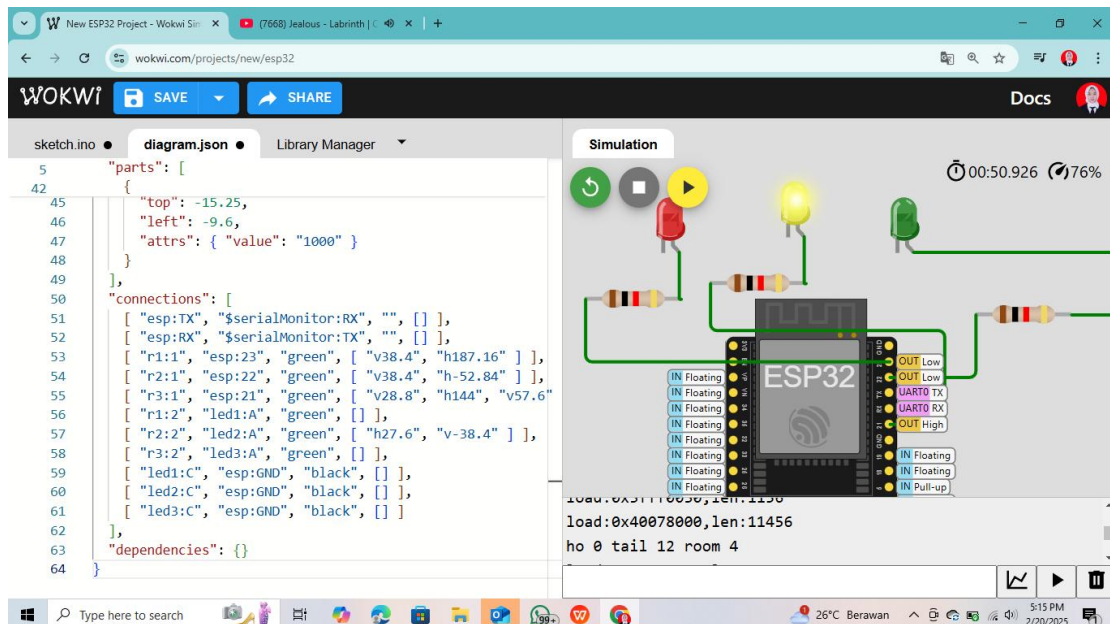 New ESP32 Project - Wokwi Sim
(7668) Jealous - Labrinth | C
wokwi.com/projects/new/esp32
WOKWI
SAVE
SHARE
Docs
sketch.ino ●
diagram.json ●
Library Manager
Simulation
00:50.926
76%
5 "parts": [
42 {
45 "top": -15.25,
46 "left": -9.6,
47 "attrs": { "value": "1000" }
48 }
49 ],
50 "connections": [
51 [ "esp:TX", "$serialMonitor:RX", "", [] ],
52 [ "esp:RX", "$serialMonitor:TX", "", [] ],
53 [ "r1:1", "esp:23", "green", [ "v38.4", "h187.16" ] ],
54 [ "r2:1", "esp:22", "green", [ "v38.4", "h-52.84" ] ],
55 [ "r3:1", "esp:21", "green", [ "v28.8", "h144", "v57.6"
56 [ "r1:2", "led1:A", "green", [] ],
57 [ "r2:2", "led2:A", "green", [ "h27.6", "v-38.4" ] ],
58 [ "r3:2", "led3:A", "green", [] ],
59 [ "led1:C", "esp:GND", "black", [] ],
60 [ "led2:C", "esp:GND", "black", [] ],
61 [ "led3:C", "esp:GND", "black", [] ]
62 ],
63 "dependencies": {}
64 }
ESP32
IN Floating
IN Floating
IN Floating
IN Floating
IN Floating
IN Floating
IN Floating
IN Floating
OUT Low
OUT Low
UART0 TX
UART0 RX
OUT High
IN Floating
IN Floating
IN Pull-up
load:0x40078000,len:11456
ho 0 tail 12 room 4
Type here to search
99+
26°C Berawan
5:15 PM
2/20/2025